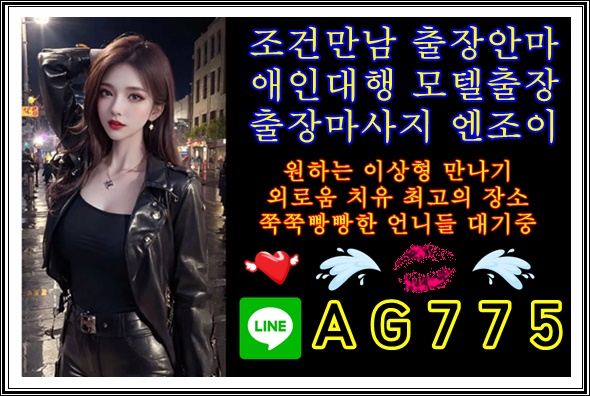 조건만남 출장안마
애인대행 모텔출장
출장마사지 엔조이
원하는 이상형 만나기
외로움 치유 최고의 장소
쭉쭉빵빵한 언니들 대기중
LINE AG775